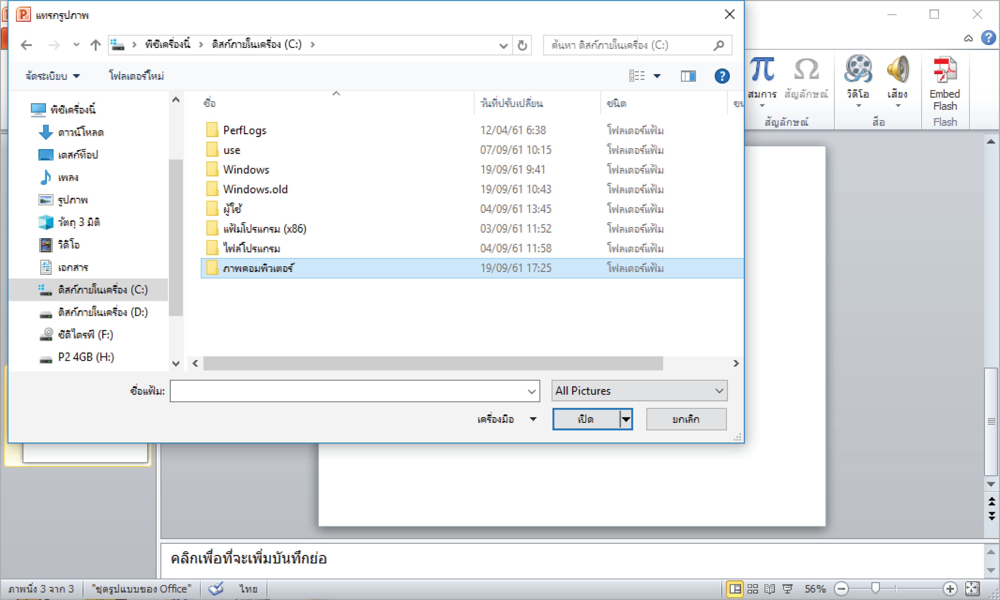 แทรกรูปภาพ
พีซีเครื่องนี้ ดิสก์ภายในเครื่อง (C:)
ค้นหา ดิสก์ภายในเครื่อง (C:)
จัดระเบียบ โฟลเดอร์ใหม่
สมการ สัญลักษณ์ วิดีโอ เสียง Embed Flash
สัญลักษณ์ สื่อ Flash
ชื่อ วันที่ปรับเปลี่ยน ชนิด
พีซีเครื่องนี้
ดาวน์โหลด
เดสก์ท็อป
เพลง
รูปภาพ
วัตถุ 3 มิติ
วิดีโอ
เอกสาร
ดิสก์ภายในเครื่อง (C:)
ดิสก์ภายในเครื่อง (D:)
ซีดีไดรฟ์ (F:)
P2 4GB (H:)
PerfLogs 12/04/61 6:38 โฟลเดอร์แฟ้ม
use 07/09/61 10:15 โฟลเดอร์แฟ้ม
Windows 19/09/61 9:41 โฟลเดอร์แฟ้ม
Windows.old 19/09/61 10:43 โฟลเดอร์แฟ้ม
ผู้ใช้ 04/09/61 13:45 โฟลเดอร์แฟ้ม
แฟ้มโปรแกรม (x86) 03/09/61 11:52 โฟลเดอร์แฟ้ม
ไฟล์โปรแกรม 04/09/61 11:58 โฟลเดอร์แฟ้ม
ภาพคอมพิวเตอร์ 19/09/61 17:25 โฟลเดอร์แฟ้ม
ชื่อแฟ้ม: All Pictures
เครื่องมือ เปิด ยกเลิก
คลิกเพื่อที่จะเพิ่มบันทึกย่อ
ภาพนิ่ง 3 จาก 3 "ชุดรูปแบบของ Office" ไทย 56%